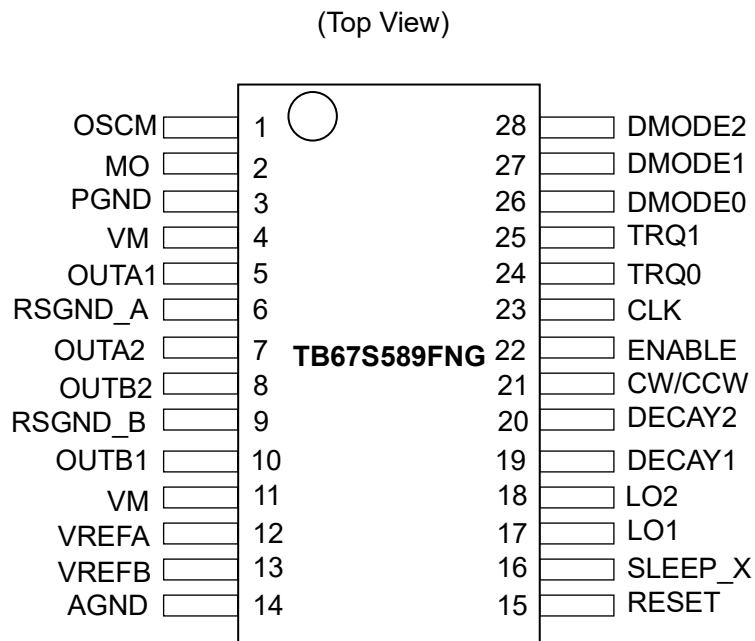 (Top View)
OSCM 1 28 DMODE2
MO 2 27 DMODE1
PGND 3 26 DMODE0
VM 4 25 TRQ1
OUTA1 5 24 TRQ0
RSGND_A 6 23 CLK
OUTA2 7 TB67S589FNG 22 ENABLE
OUTB2 8 21 CW/CCW
RSGND_B 9 20 DECAY2
OUTB1 10 19 DECAY1
VM 11 18 LO2
VREFA 12 17 LO1
VREFB 13 16 SLEEP_X
AGND 14 15 RESET